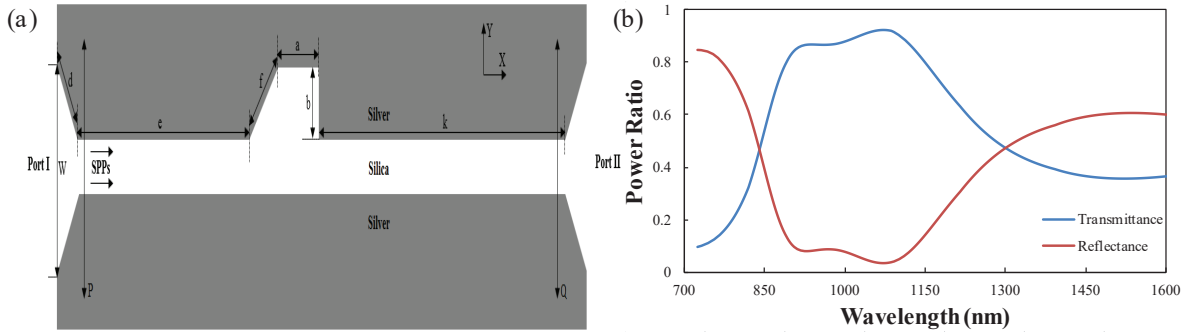 (a)
Y
X
a
d
f
b
Silver
e
k
Port I
W
SPPs
Silica
Port II
Silver
P
Q
(b)
Power Ratio
1
0.8
0.6
0.4
0.2
0
Transmittance
Reflectance
700 850 1000 1150 1300 1450 1600
Wavelength (nm)